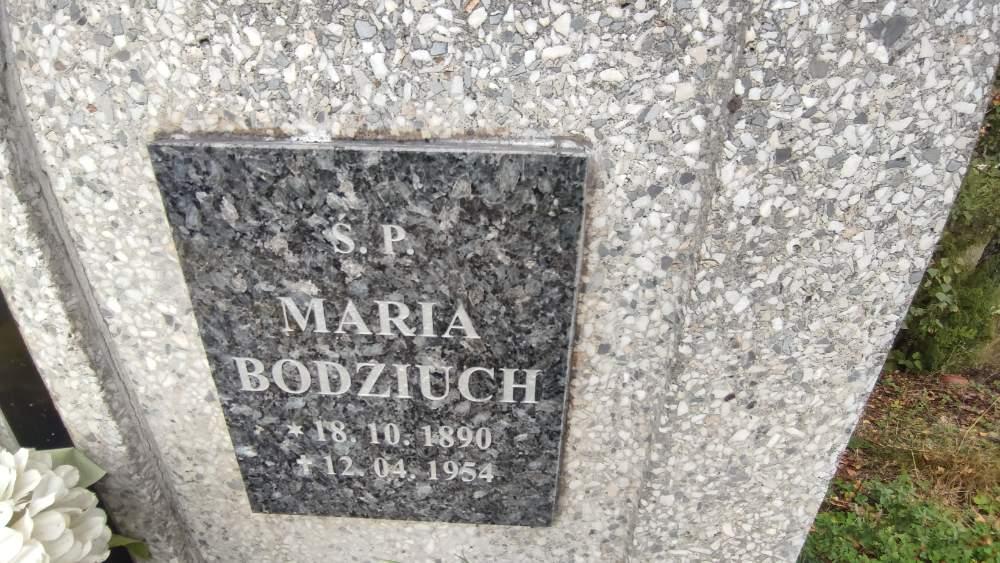 Ś. P.
MARIA
BODZIUCH
★ 18. 10. 1890
✝ 12. 04. 1954